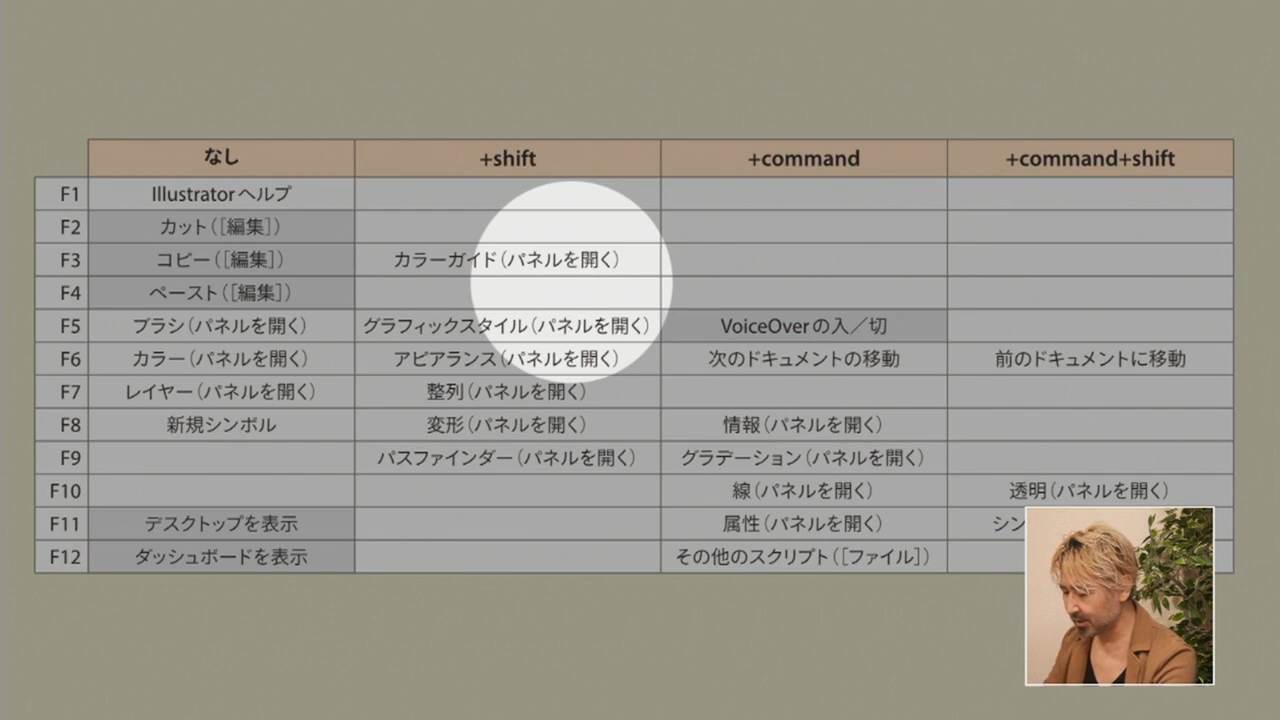 なし +shift +command +command+shift
F1 Illustratorヘルプ
F2 カット([編集])
F3 コピー([編集]) カラーガイド(パネルを開く)
F4 ペースト([編集])
F5 ブラシ(パネルを開く) グラフィックスタイル(パネルを開く) VoiceOverの入/切
F6 カラー(パネルを開く) アピアランス(パネルを開く) 次のドキュメントの移動 前のドキュメントに移動
F7 レイヤー(パネルを開く) 整列(パネルを開く)
F8 新規シンボル 変形(パネルを開く) 情報(パネルを開く)
F9 パスファインダー(パネルを開く) グラデーション(パネルを開く)
F10 線(パネルを開く) 透明(パネルを開く)
F11 デスクトップを表示 属性(パネルを開く) シン
F12 ダッシュボードを表示 その他のスクリプト([ファイル])